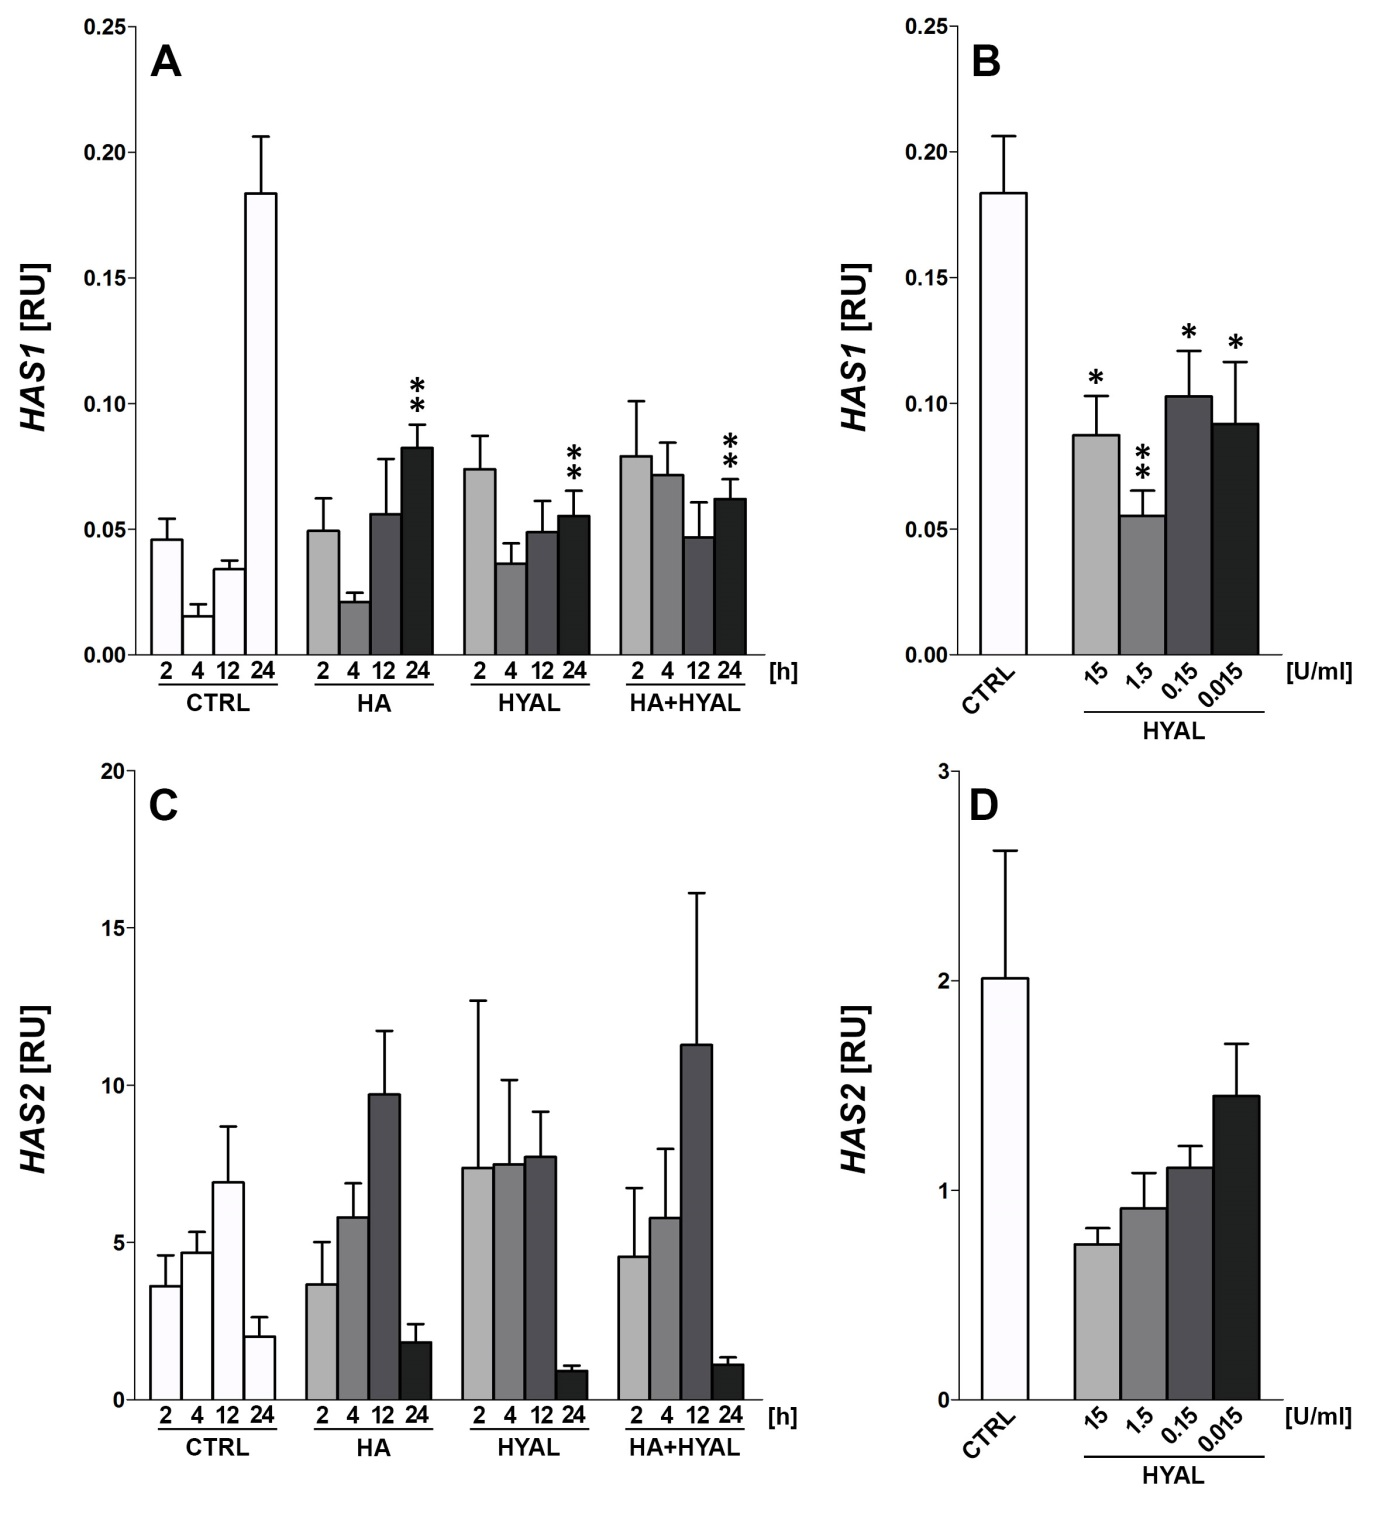 A
HAS1 [RU]
0.25
0.20
0.15
0.10
0.05
0.00
**
**
**
2 4 12 24 2 4 12 24 2 4 12 24 2 4 12 24 [h]
CTRL HA HYAL HA+HYAL
B
HAS1 [RU]
0.25
0.20
0.15
0.10
0.05
0.00
*
**
*
*
CTRL 15 1.5 0.15 0.015 [U/ml]
HYAL
C
HAS2 [RU]
20
15
10
5
0
2 4 12 24 2 4 12 24 2 4 12 24 2 4 12 24 [h]
CTRL HA HYAL HA+HYAL
D
HAS2 [RU]
3
2
1
0
CTRL 15 1.5 0.15 0.015 [U/ml]
HYAL